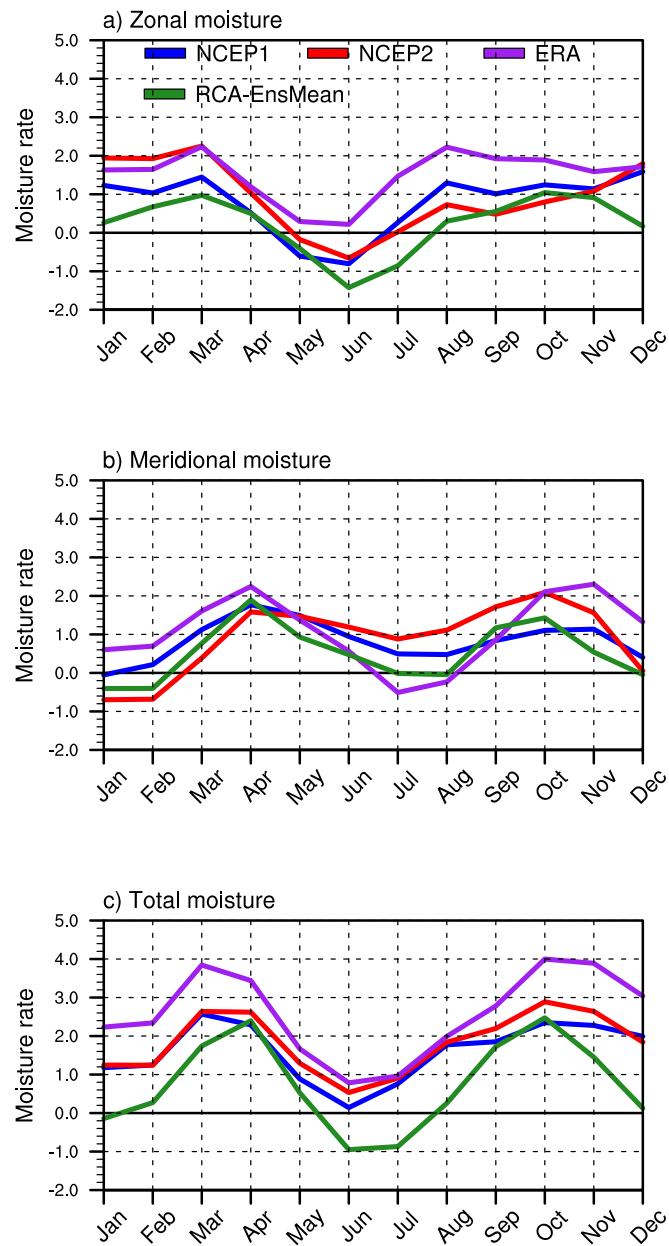 a) Zonal moisture
5.0
NCEP1 NCEP2 ERA
4.0
RCA-EnsMean
3.0
2.0
1.0
0.0
-1.0
-2.0
Moisture rate
Jan Feb Mar Apr May Jun Jul Aug Sep Oct Nov Dec
b) Meridional moisture
5.0
4.0
3.0
2.0
1.0
0.0
-1.0
-2.0
Moisture rate
Jan Feb Mar Apr May Jun Jul Aug Sep Oct Nov Dec
c) Total moisture
5.0
4.0
3.0
2.0
1.0
0.0
-1.0
-2.0
Moisture rate
Jan Feb Mar Apr May Jun Jul Aug Sep Oct Nov Dec